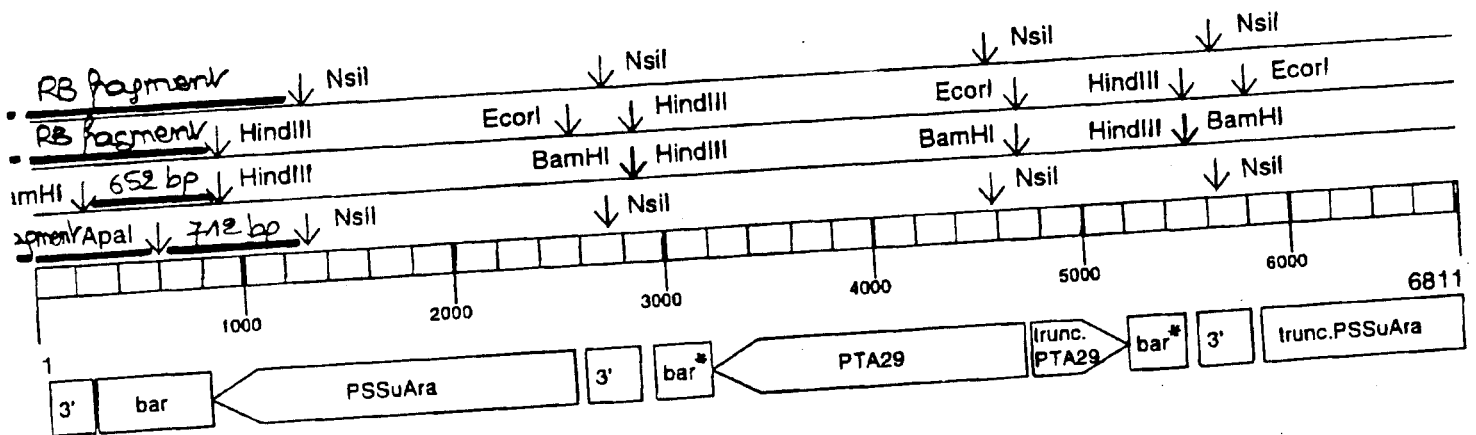 RB fragment NsiI NsiI NsiI NsiI
RB fragment HindIII EcorI HindIII EcorI HindIII EcorI
imHI 652 bp HindIII BamHI HindIII BamHI HindIII BamHI
agment ApaI 712 bp NsiI NsiI NsiI NsiI
1000 2000 3000 4000 5000 6000 6811
1
3' bar PSSuAra 3' bar* PTA29 trunc. PTA29 bar* 3' trunc.PSSuAra